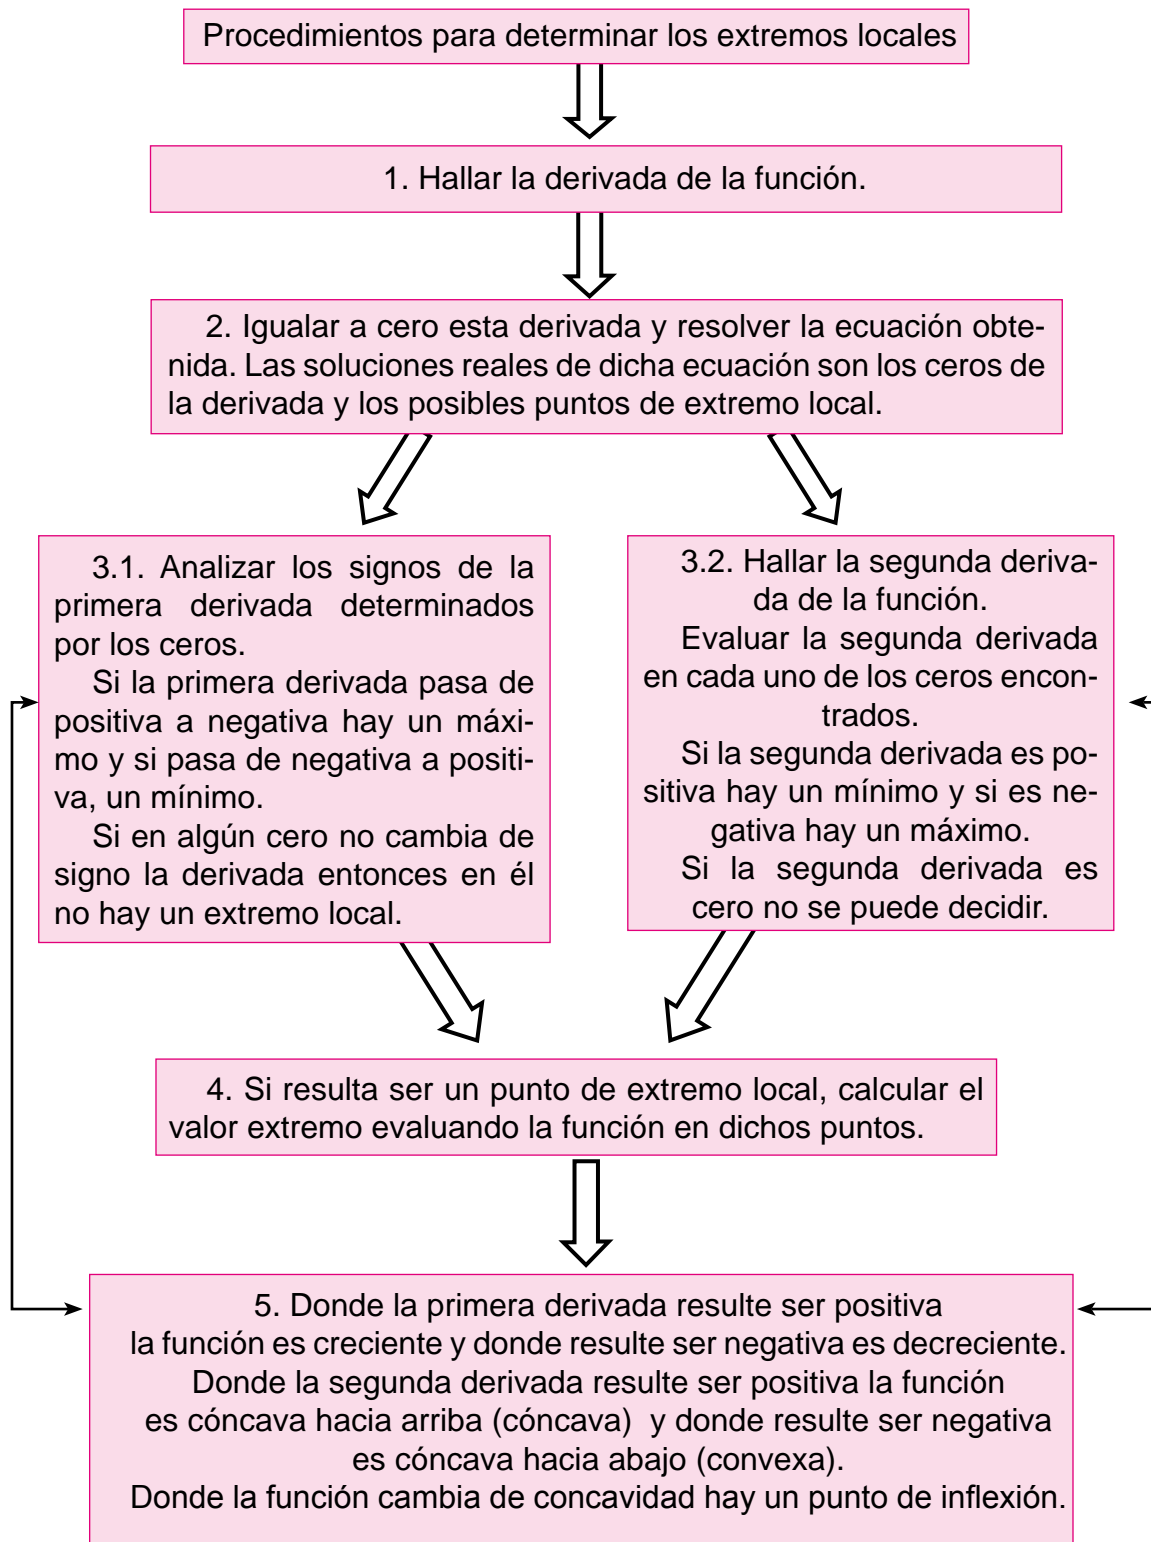 Procedimientos para determinar los extremos locales
1. Hallar la derivada de la función.
2. Igualar a cero esta derivada y resolver la ecuación obte-
nida. Las soluciones reales de dicha ecuación son los ceros de
la derivada y los posibles puntos de extremo local.
3.1. Analizar los signos de la
primera derivada determinados
por los ceros.
Si la primera derivada pasa de
positiva a negativa hay un máxi-
mo y si pasa de negativa a positi-
va, un mínimo.
Si en algún cero no cambia de
signo la derivada entonces en él
no hay un extremo local.
3.2. Hallar la segunda deriva-
da de la función.
Evaluar la segunda derivada
en cada uno de los ceros encon-
trados.
Si la segunda derivada es po-
sitiva hay un mínimo y si es ne-
gativa hay un máximo.
Si la segunda derivada es
cero no se puede decidir.
4. Si resulta ser un punto de extremo local, calcular el
valor extremo evaluando la función en dichos puntos.
5. Donde la primera derivada resulte ser positiva
la función es creciente y donde resulte ser negativa es decreciente.
Donde la segunda derivada resulte ser positiva la función
es cóncava hacia arriba (cóncava) y donde resulte ser negativa
es cóncava hacia abajo (convexa).
Donde la función cambia de concavidad hay un punto de inflexión.